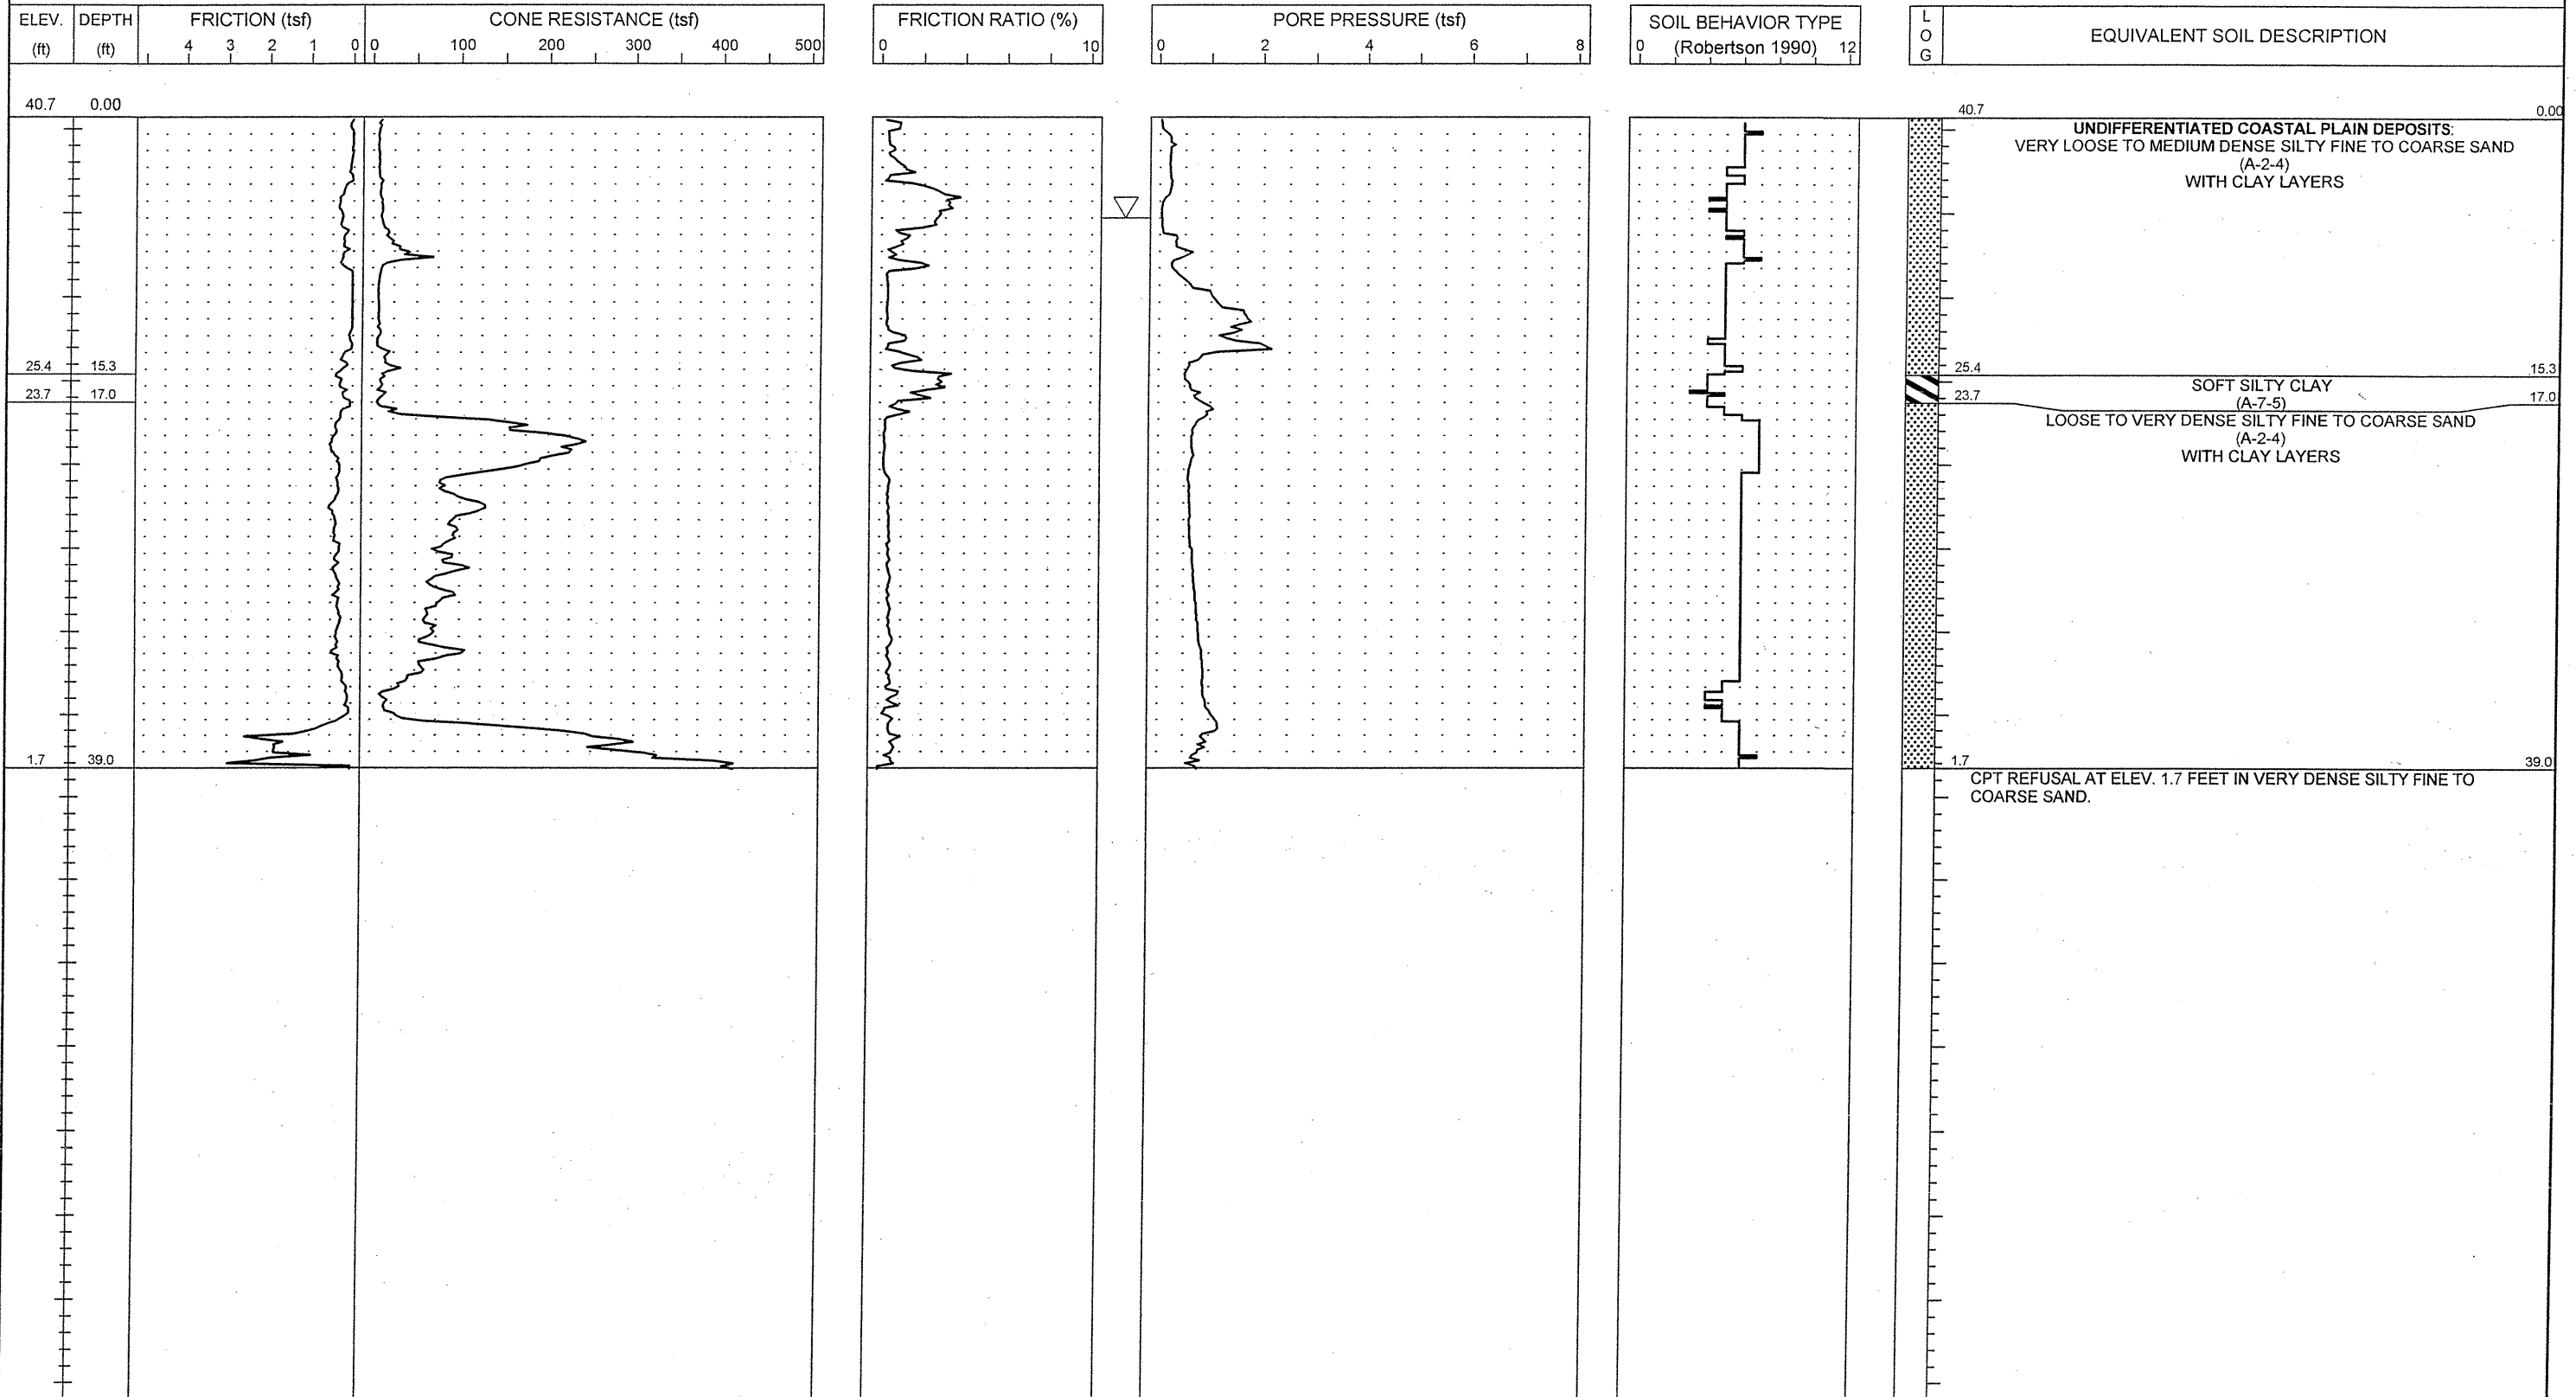 ELEV. DEPTH FRICTION (tsf) CONE RESISTANCE (tsf) FRICTION RATIO (%) PORE PRESSURE (tsf) SOIL BEHAVIOR TYPE L
(ft) (ft) 4 3 2 1 0 0 100 200 300 400 500 0 10 0 2 4 6 8 0 (Robertson 1990) 12 O EQUIVALENT SOIL DESCRIPTION
G
40.7 0.00 40.7 0.00
UNDIFFERENTIATED COASTAL PLAIN DEPOSITS:
VERY LOOSE TO MEDIUM DENSE SILTY FINE TO COARSE SAND
(A-2-4)
WITH CLAY LAYERS
25.4 15.3 25.4 15.3
SOFT SILTY CLAY
23.7 17.0 23.7 (A-7-5) 17.0
LOOSE TO VERY DENSE SILTY FINE TO COARSE SAND
(A-2-4)
WITH CLAY LAYERS
1.7 39.0 1.7 39.0
CPT REFUSAL AT ELEV. 1.7 FEET IN VERY DENSE SILTY FINE TO
COARSE SAND.